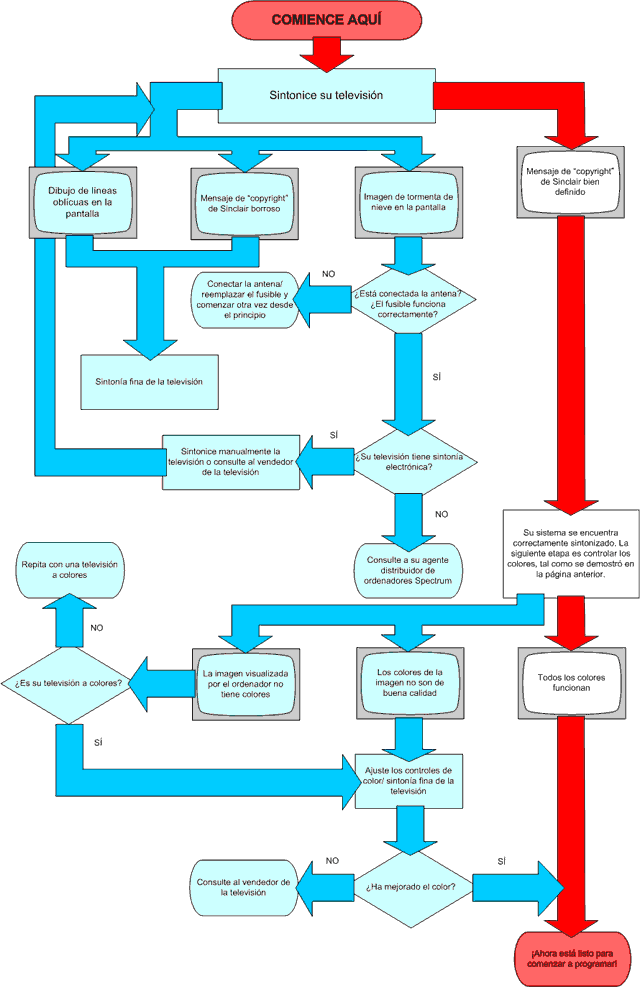 COMIENCE AQUÍ
Sintonice su televisión
Dibujo de líneas
oblícuas en la
pantalla
Mensaje de “copyright”
de Sinclair borroso
Imagen de tormenta de
nieve en la pantalla
Mensaje de “copyright”
de Sinclair bien
definido
NO
Conectar la antena/
reemplazar el fusible y
comenzar otra vez desde
el principio
¿Está conectada la antena?
¿El fusible funciona
correctamente?
Sintonía fina de la televisión
SÍ
SÍ
Sintonice manualmente la
televisión o consulte al vendedor
de la televisión
¿Su televisión tiene sintonía
electrónica?
NO
Consulte a su agente
distribuidor de
ordenadores Spectrum
Su sistema se encuentra
correctamente sintonizado. La
siguiente etapa es controlar los
colores, tal como se demostró en
la página anterior.
Repita con una televisión
a colores
NO
¿Es su televisión a colores?
La imagen visualizada
por el ordenador no
tiene colores
Los colores de la
imagen no son de
buena calidad
Todos los colores
funcionan
SÍ
Ajuste los controles de
color/ sintonía fina de la
televisión
NO
SÍ
Consulte al vendedor de
la televisión
¿Ha mejorado el color?
¡Ahora está listo para
comenzar a programar!